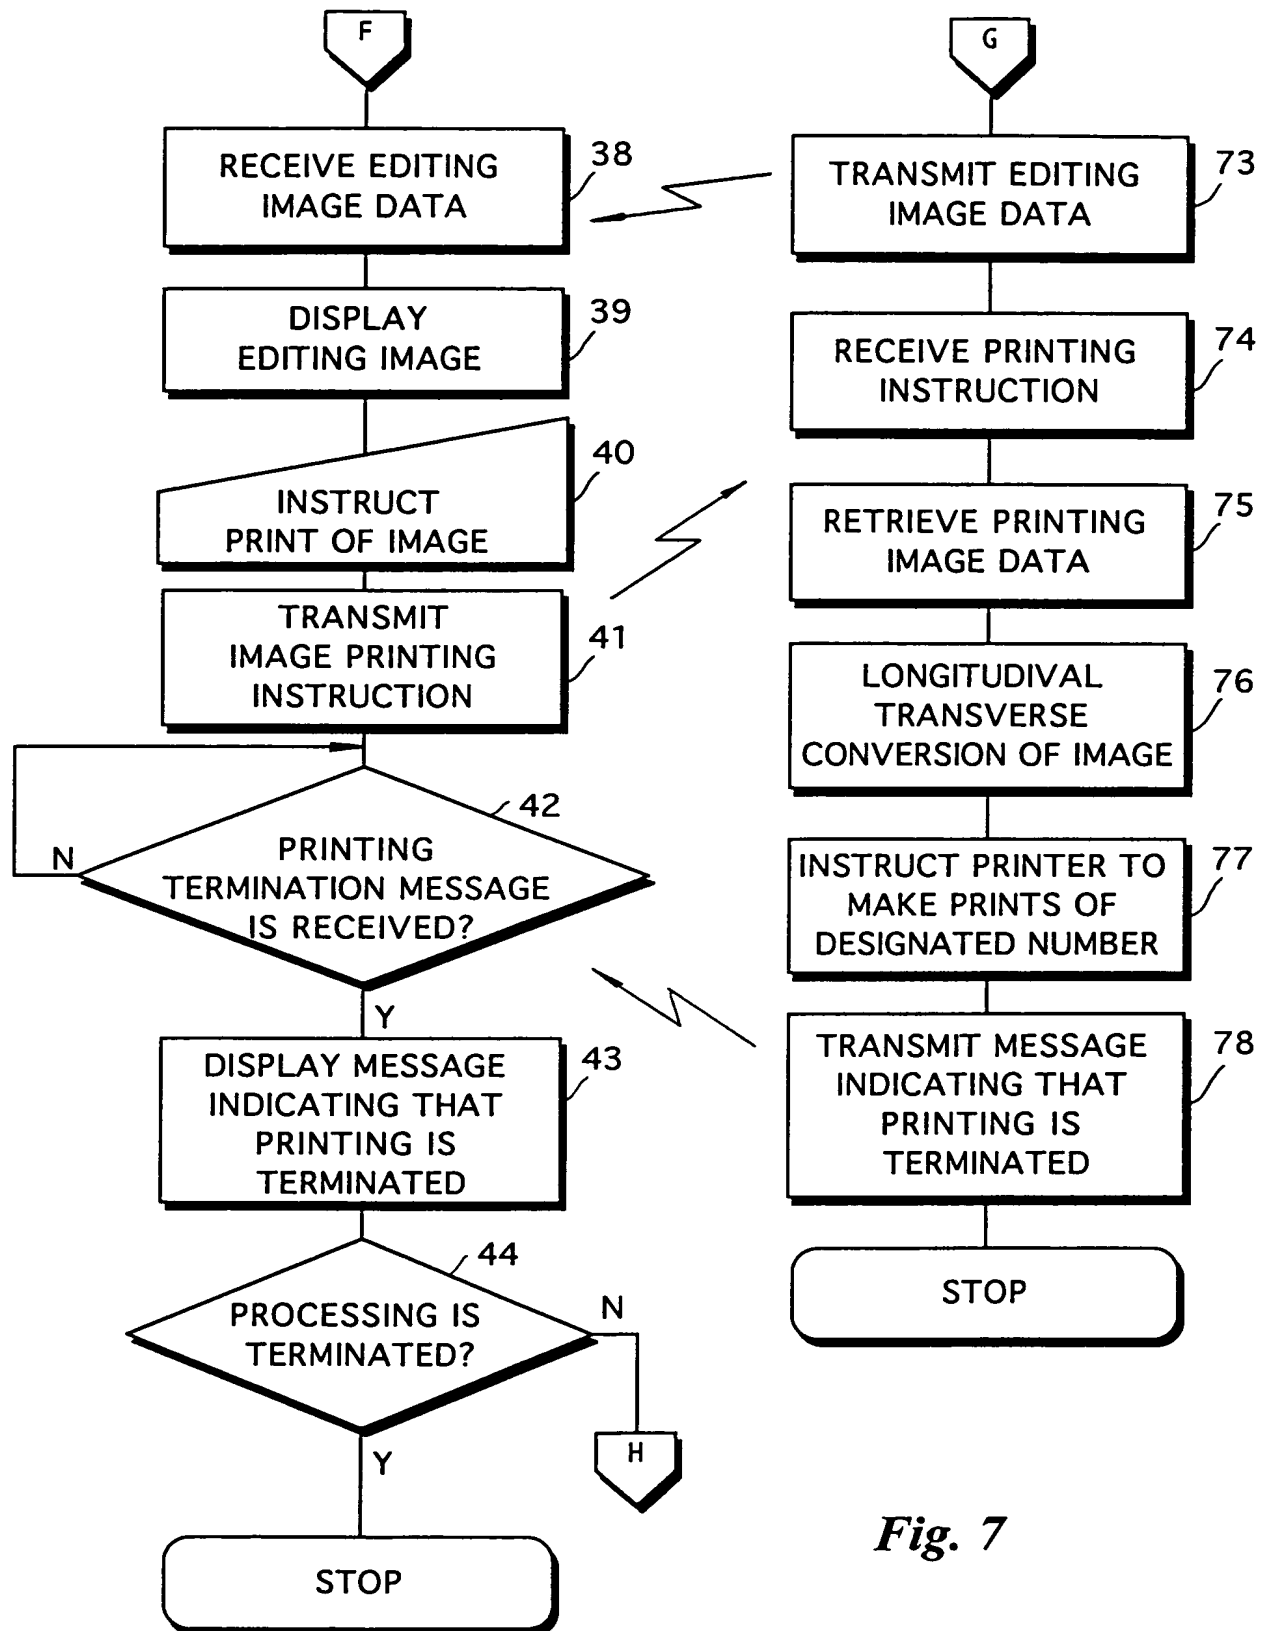 F
RECEIVE EDITING
IMAGE DATA
38
DISPLAY
EDITING IMAGE
39
INSTRUCT
PRINT OF IMAGE
40
TRANSMIT
IMAGE PRINTING
INSTRUCTION
41
PRINTING
TERMINATION MESSAGE
IS RECEIVED?
42
N
Y
DISPLAY MESSAGE
INDICATING THAT
PRINTING IS
TERMINATED
43
PROCESSING IS
TERMINATED?
44
N
H
Y
STOP
G
TRANSMIT EDITING
IMAGE DATA
73
RECEIVE PRINTING
INSTRUCTION
74
RETRIEVE PRINTING
IMAGE DATA
75
LONGITUDIVAL
TRANSVERSE
CONVERSION OF IMAGE
76
INSTRUCT PRINTER TO
MAKE PRINTS OF
DESIGNATED NUMBER
77
TRANSMIT MESSAGE
INDICATING THAT
PRINTING IS
TERMINATED
78
STOP
Fig. 7